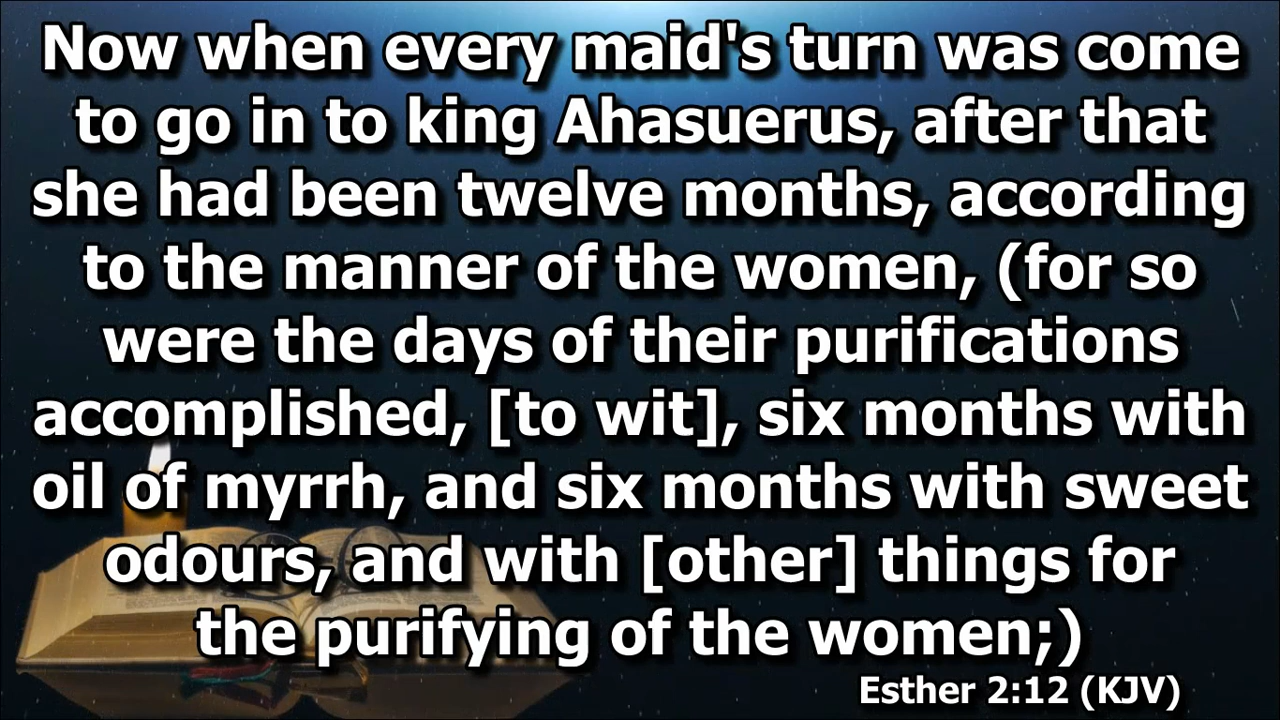 Now when every maid's turn was come
to go in to king Ahasuerus, after that
she had been twelve months, according
to the manner of the women, (for so
were the days of their purifications
accomplished, [to wit], six months with
oil of myrrh, and six months with sweet
odours, and with [other] things for
the purifying of the women;)
Esther 2:12 (KJV)